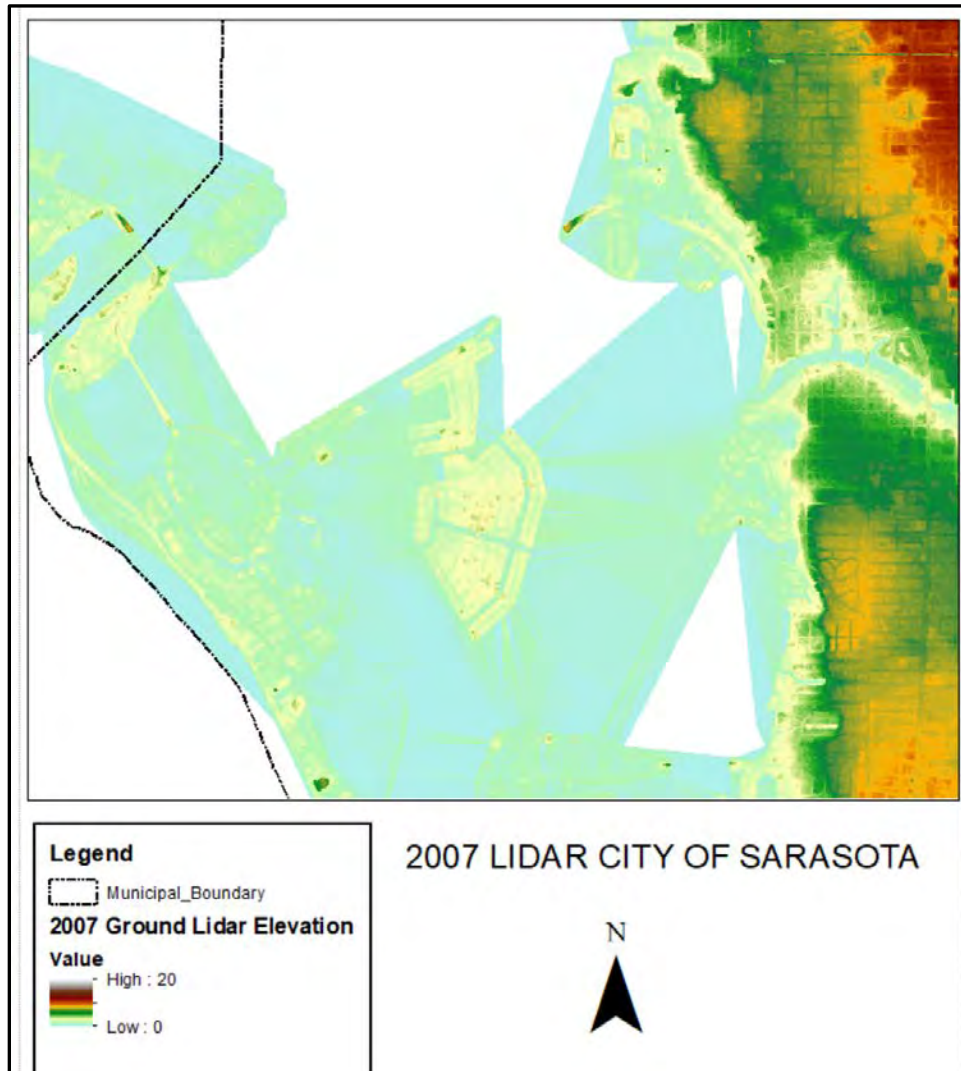 Legend
Municipal_Boundary
2007 Ground Lidar Elevation
Value
High : 20
Low : 0
2007 LIDAR CITY OF SARASOTA
N